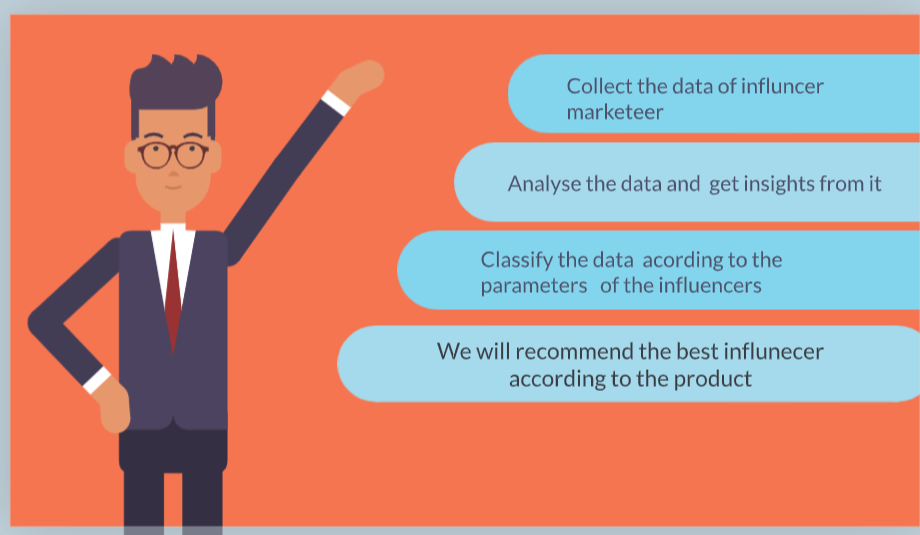 Collect the data of influncer
marketeer
Analyse the data and  get insights from it
Classify the data  acording to the
parameters  of the influencers
We will recommend the best influnecer
according to the product